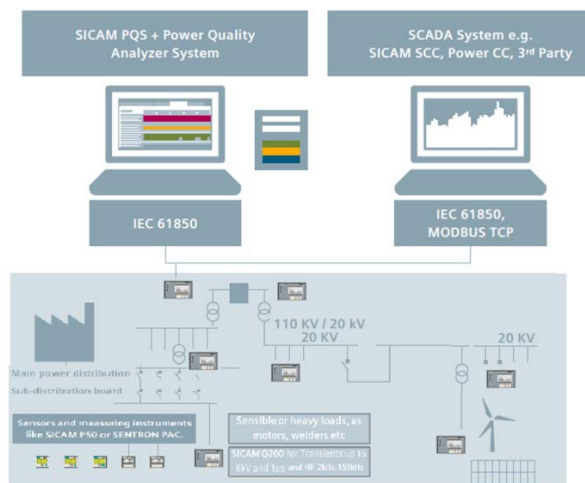 SICAM PQS + Power Quality
Analyzer System
SCADA System e.g.
SICAM SCC, Power CC, 3rd Party
IEC 61850
IEC 61850,
MODBUS TCP
110 KV / 20 kV
20 KV
20 KV
Main power distribution
Sub-distribution board
Sensors and measuring instruments
like SICAM P50 or SENTRON PAC.
Sensible or heavy loads, as
motors, welders etc
SICAM Q200 for Transients up to
6kV and 1µs and HF 2kHz-150kHz